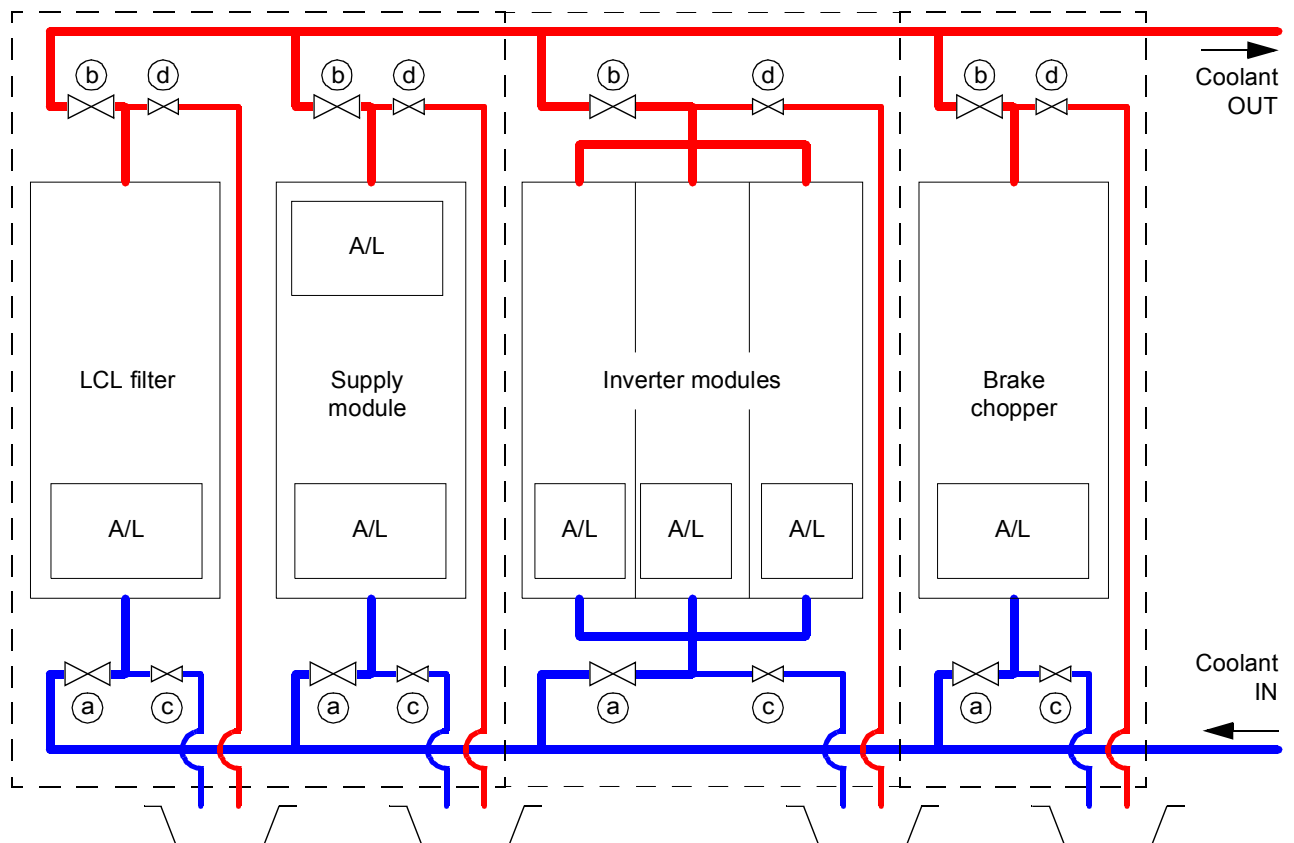 b d b d b d b d
Coolant
OUT
A/L
LCL filter
Supply
module
Inverter modules
Brake
chopper
A/L A/L A/L A/L A/L A/L
Coolant
IN
a c a c a c a c